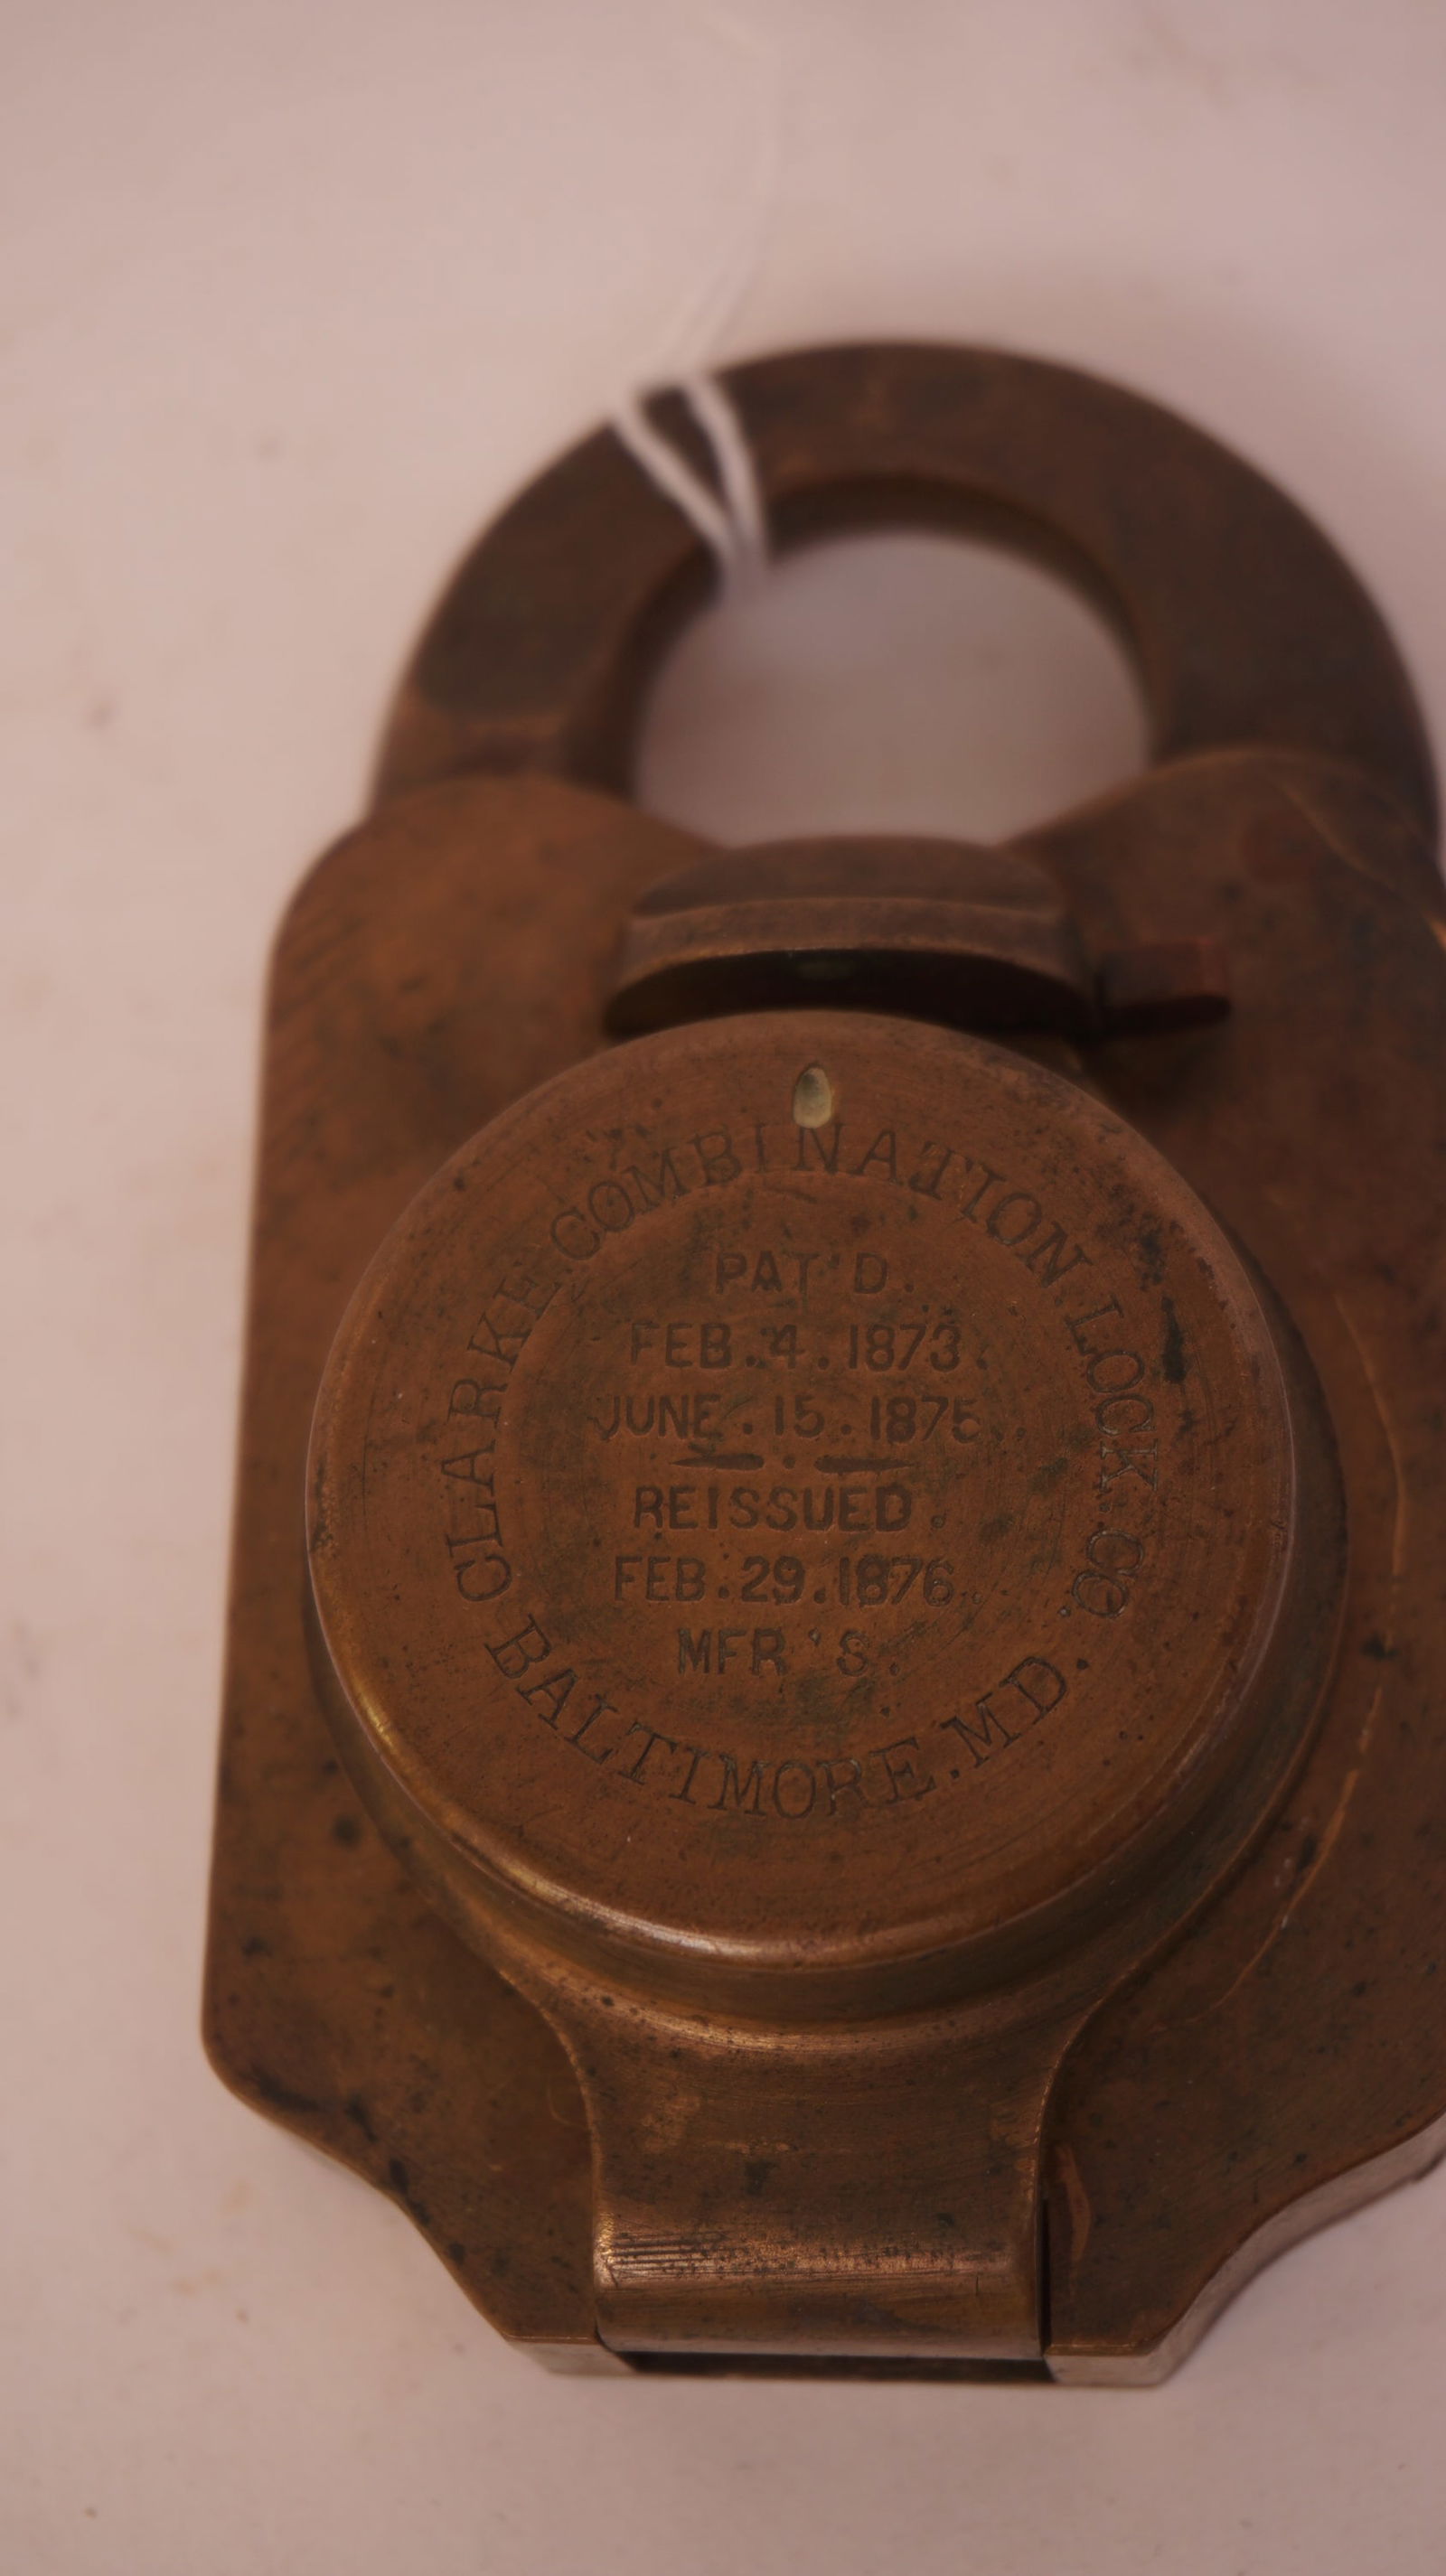 CLARKE COMBINATION.LOCK.CO.
PAT'D.
FEB.4.1873.
JUNE.15.1875.
REISSUED.
FEB.29.1876.
MFR'S.
BALTIMORE.MD.